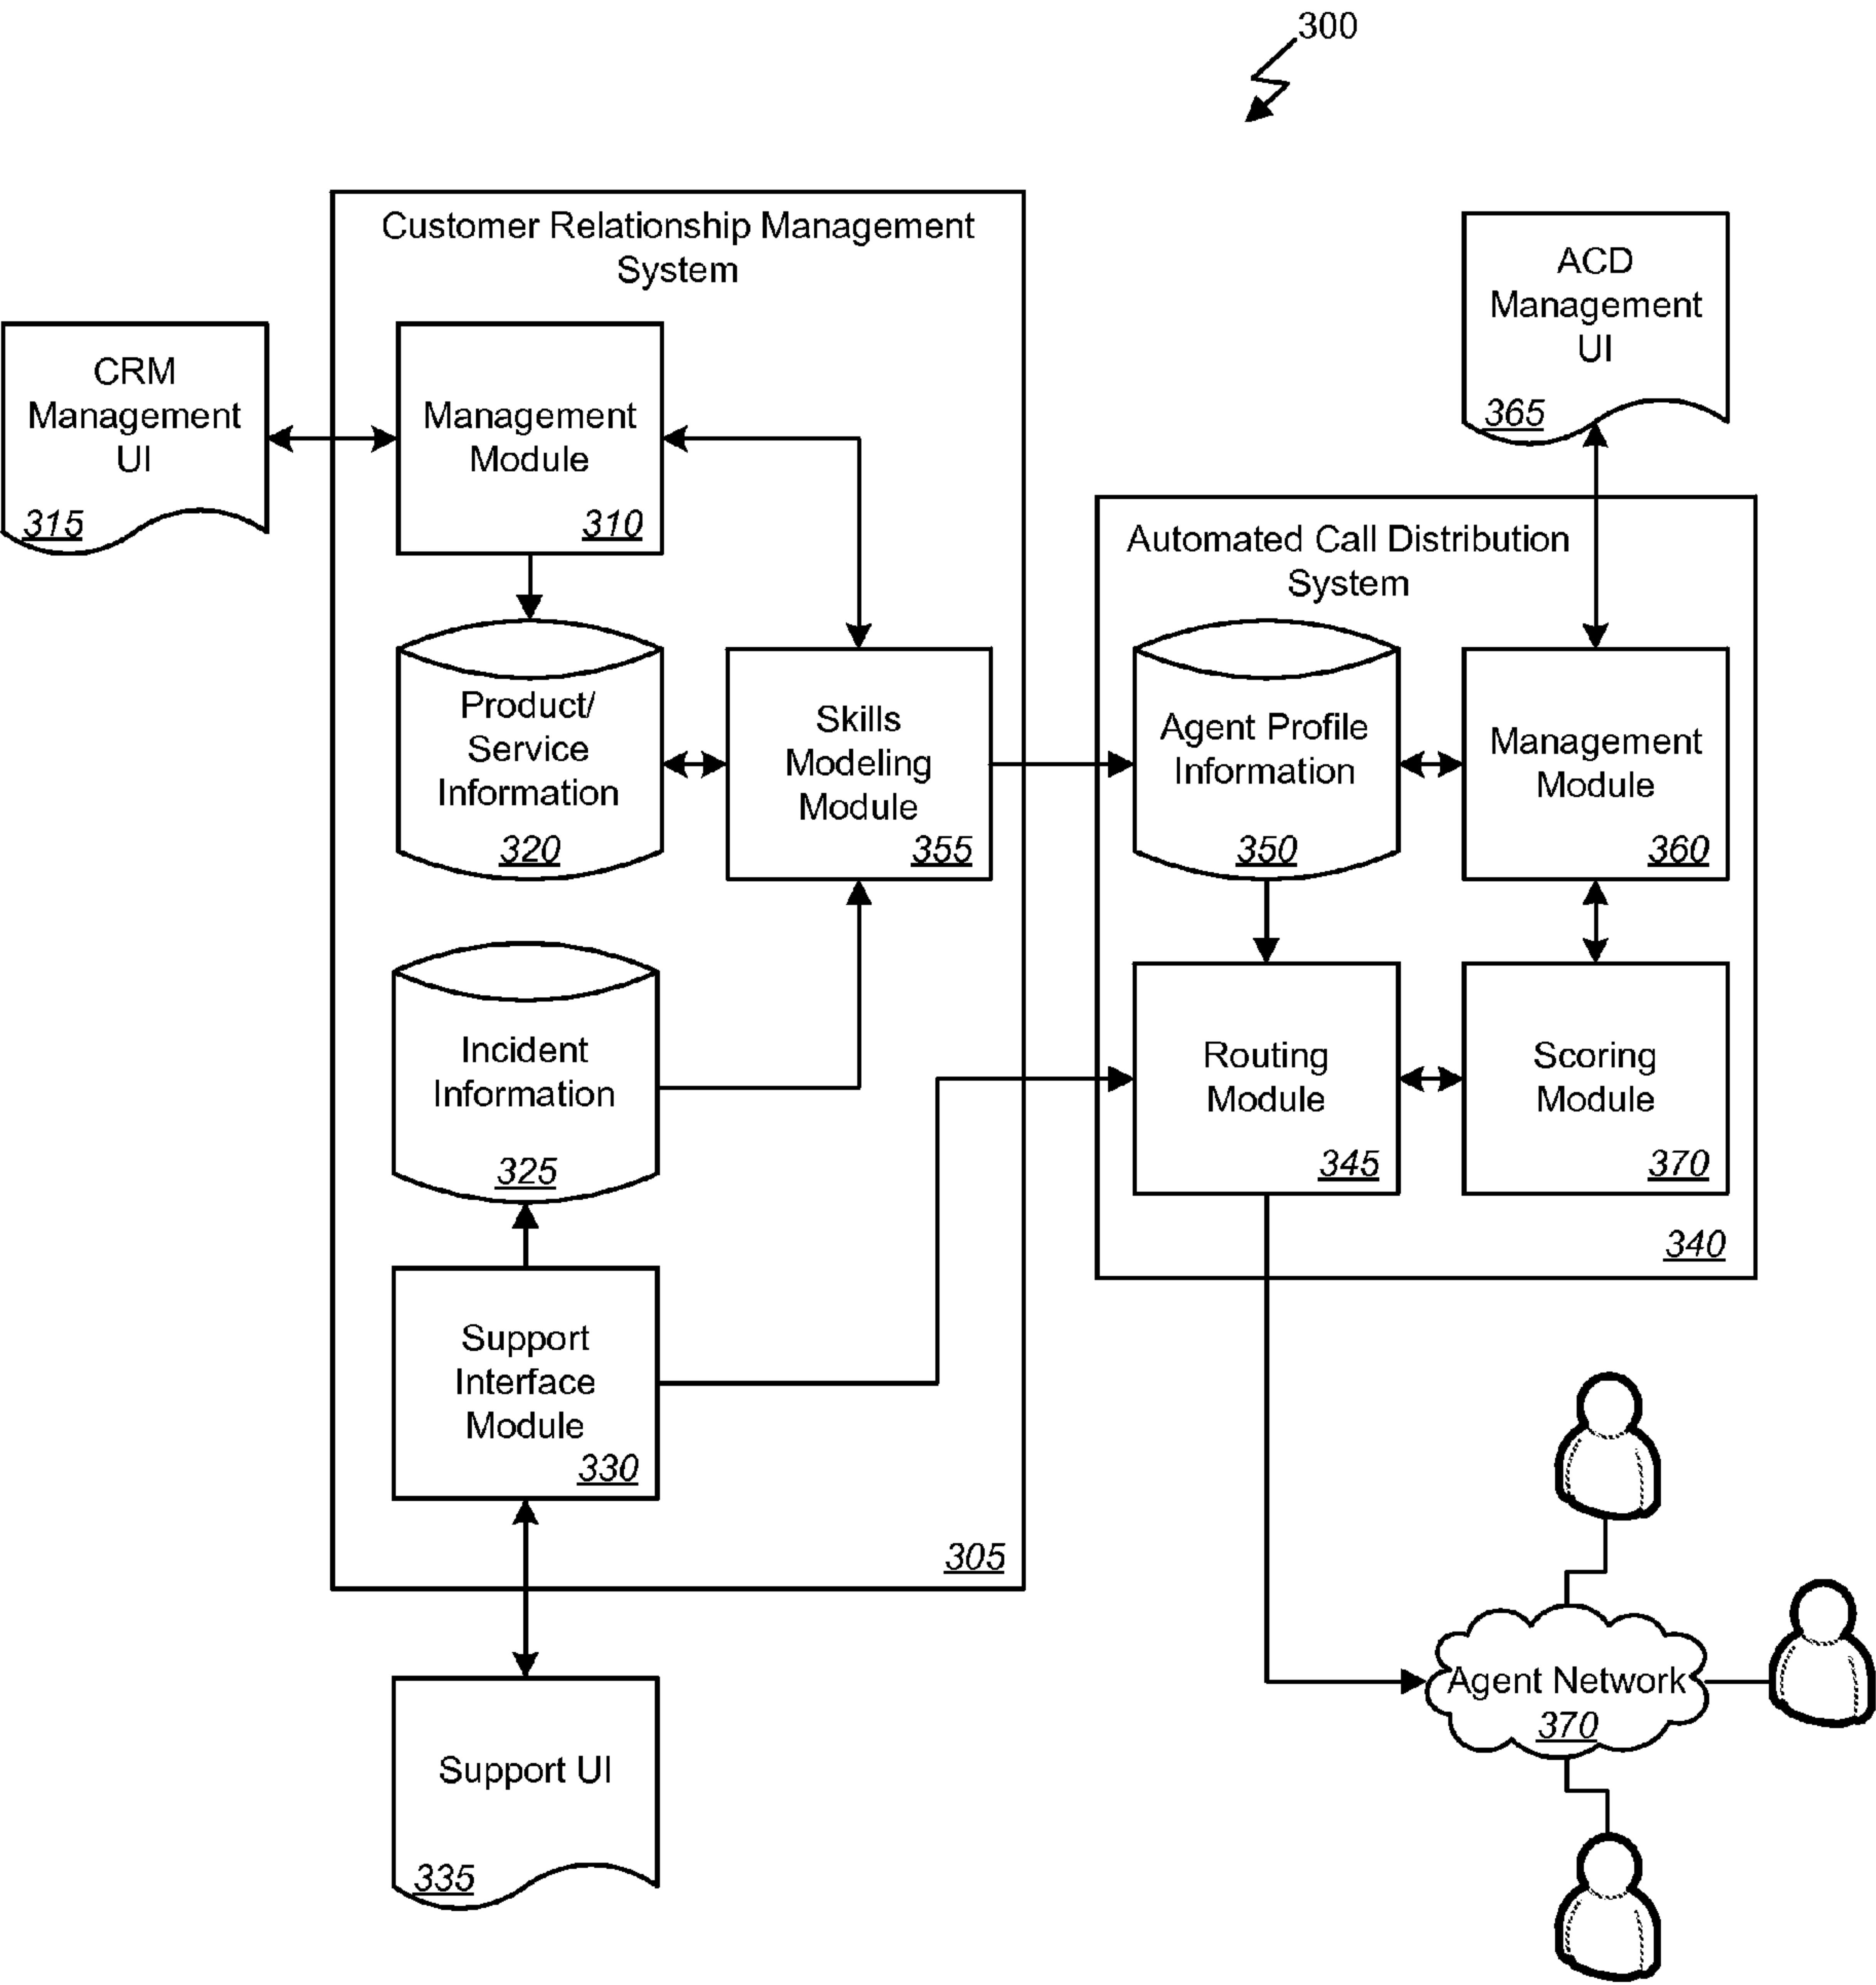 300
Customer Relationship Management
System
CRM
Management
UI
315
Management
Module
310
Product/
Service
Information
320
Skills
Modeling
Module
355
Incident
Information
325
Support
Interface
Module
330
305
Support UI
335
ACD
Management
UI
365
Automated Call Distribution
System
Agent Profile
Information
350
Management
Module
360
Routing
Module
345
Scoring
Module
370
340
Agent Network
370